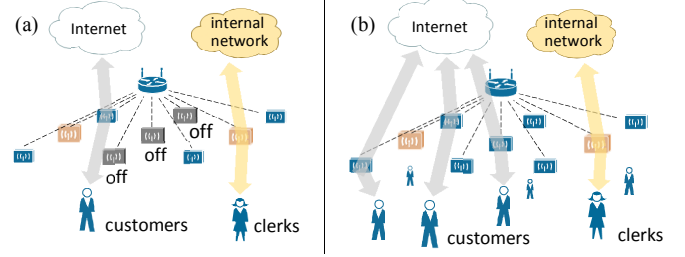 (a)
Internet
internal
network
off
off
off
customers
clerks
(b)
Internet
internal
network
customers
clerks